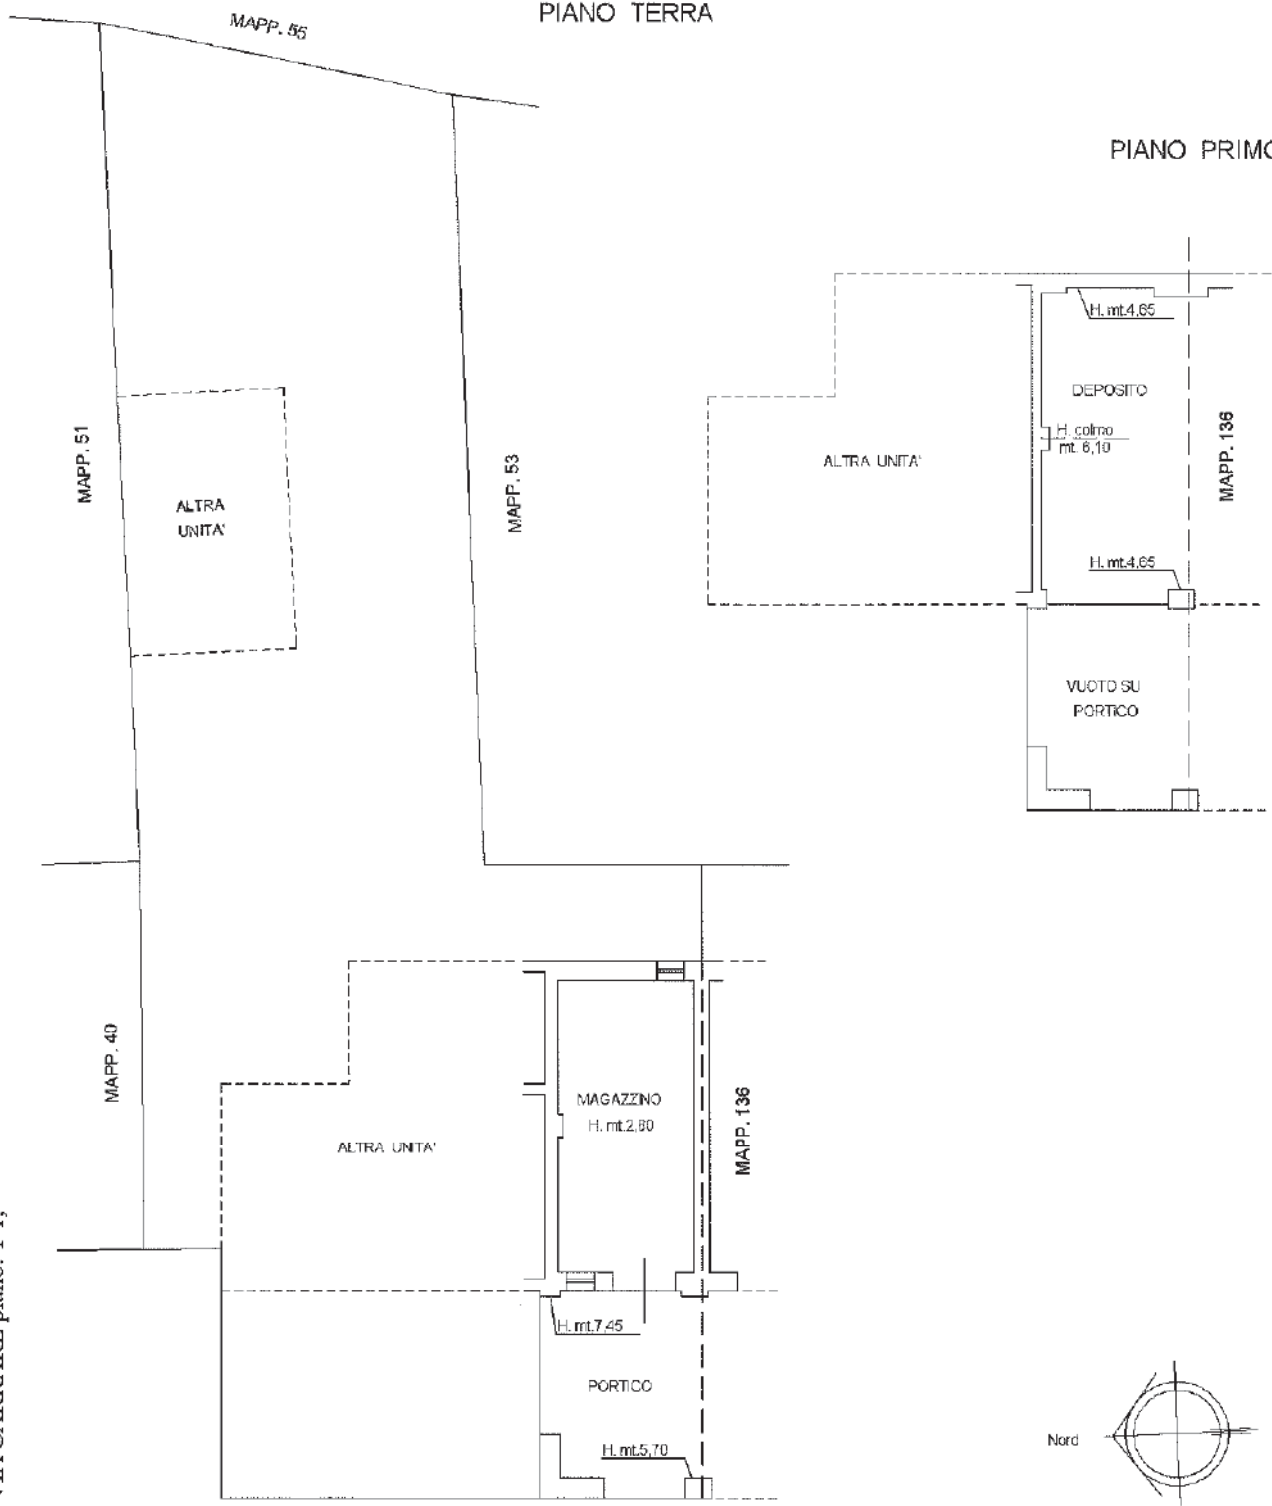 PIANO TERRA
MAPP. 55
PIANO PRIMO
H. mt.4,65
DEPOSITO
H. colmo
mt. 6,10
MAPP. 136
ALTRA UNITA'
H. mt.4,65
MAPP. 51
MAPP. 53
ALTRA
UNITA'
VUOTO SU
PORTICO
MAPP. 40
MAGAZZINO
H. mt.2,80
MAPP. 136
ALTRA UNITA'
H. mt.7,45
PORTICO
H. mt.5,70
Nord
piano: